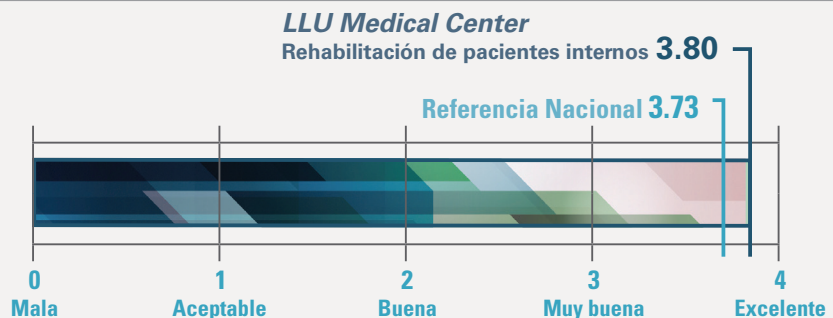 LLU Medical Center
Rehabilitación de pacientes internos 3.80
Referencia Nacional 3.73
0 1 2 3 4
Mala Aceptable Buena Muy buena Excelente